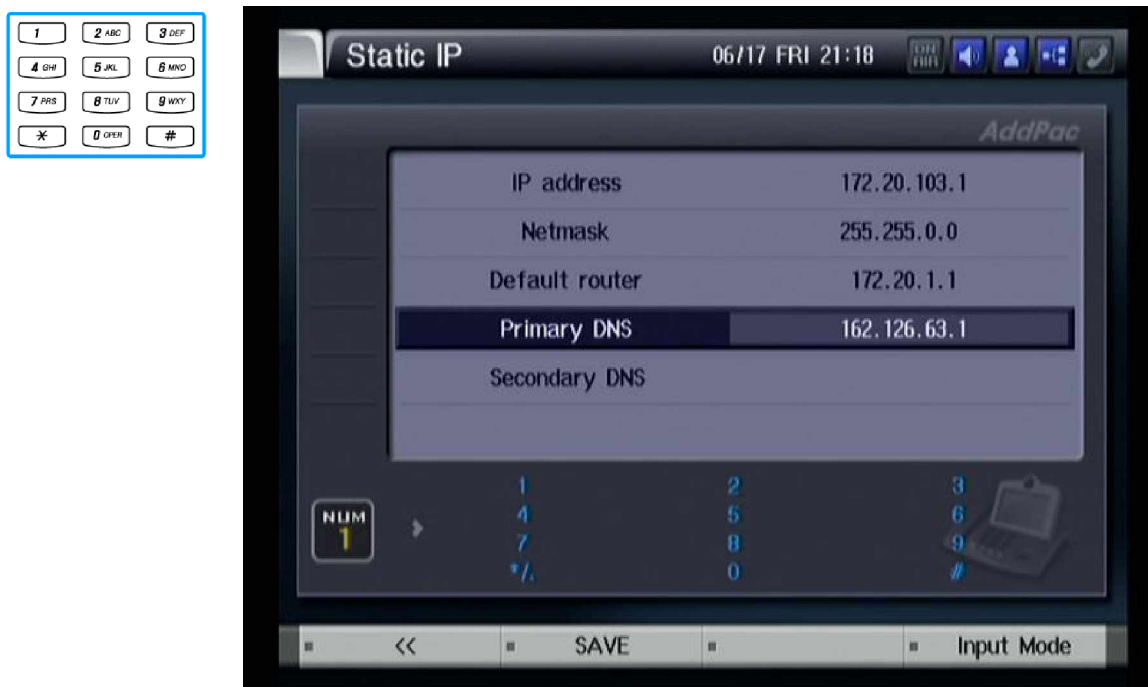 1 2 ABC 3 DEF
4 GHI 5 JKL 6 MNO
7 PRS 8 TUV 9 WXY
* 0 OPER #
Static IP 06/17 FRI 21:18 ON AIR
AddPac
IP address 172.20.103.1
Netmask 255.255.0.0
Default router 172.20.1.1
Primary DNS 162.126.63.1
Secondary DNS
NUM 1
1 2 3
4 5 6
7 8 9
*/. 0 #
<< SAVE Input Mode